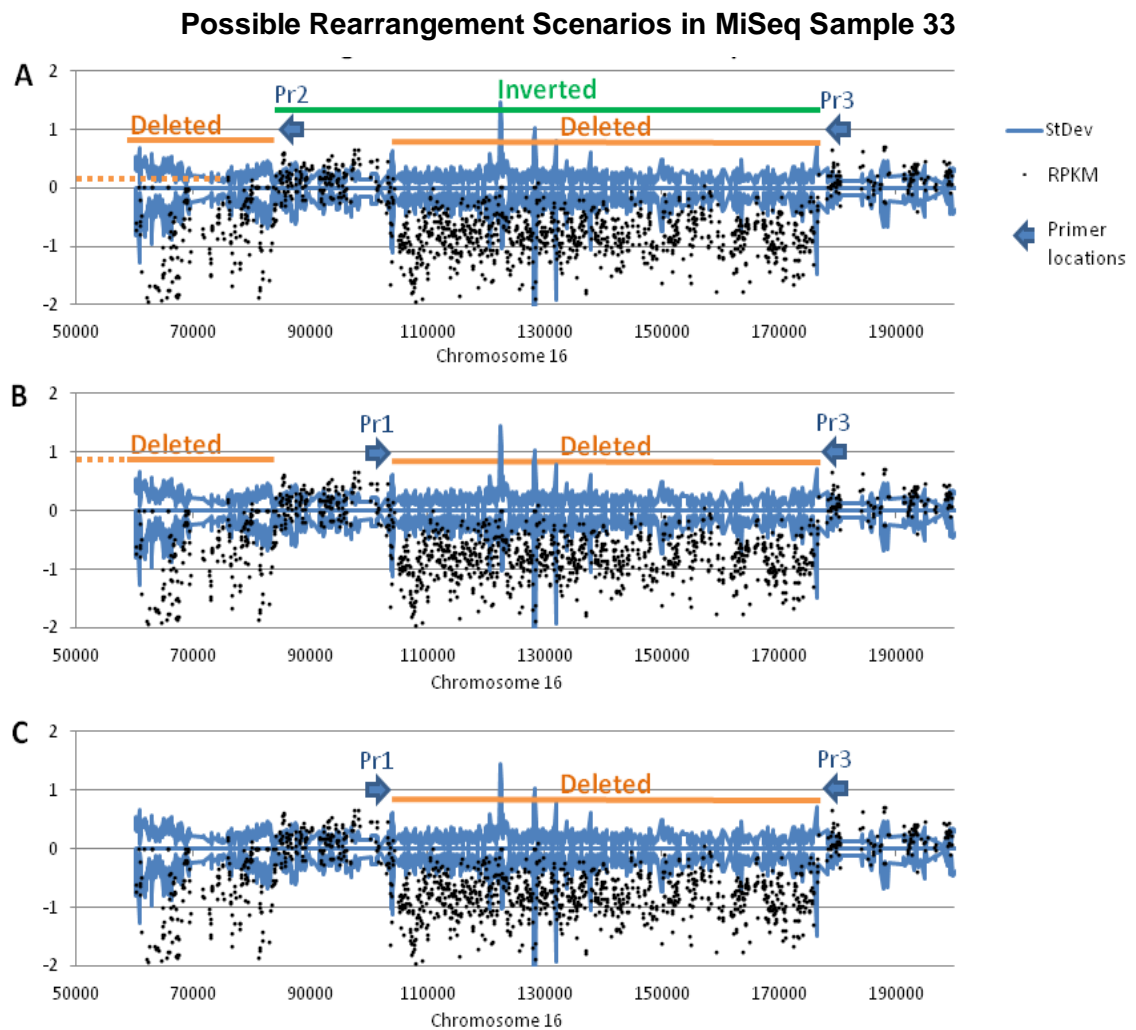 Possible Rearrangement Scenarios in MiSeq Sample 33
A
2
1
0
-1
-2
Pr2
Inverted
Pr3
Deleted
Deleted
StDev
RPKM
Primer
locations
50000 70000 90000 110000 130000 150000 170000 190000
Chromosome 16
B
2
1
0
-1
-2
Deleted
Pr1
Deleted
Pr3
50000 70000 90000 110000 130000 150000 170000 190000
Chromosome 16
C
2
1
0
-1
-2
Pr1
Deleted
Pr3
50000 70000 90000 110000 130000 150000 170000 190000
Chromosome 16